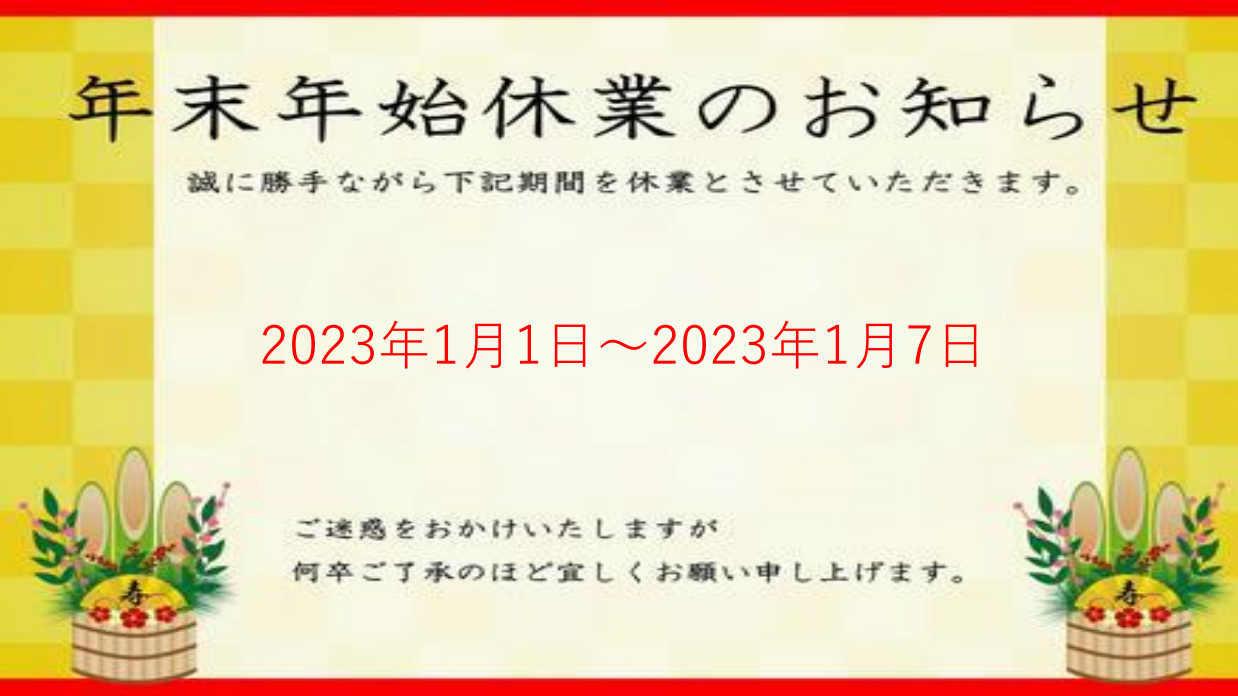 年末年始休業のお知らせ
誠に勝手ながら下記期間を休業とさせていただきます。
2023年1月1日～2023年1月7日
ご迷惑をおかけいたしますが
何卒ご了承のほど宜しくお願い申し上げます。
寿
寿